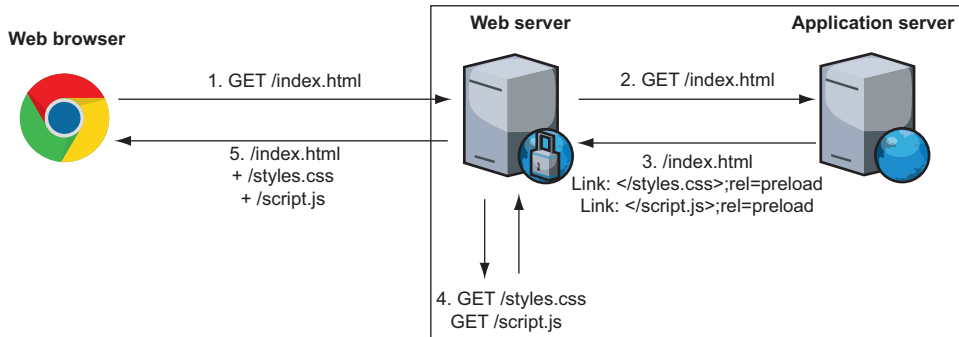 Web browser
Web server
Application server
1. GET /index.html
2. GET /index.html
5. /index.html
+ /styles.css
+ /script.js
3. /index.html
Link: </styles.css>;rel=preload
Link: </script.js>;rel=preload
4. GET /styles.css
GET /script.js